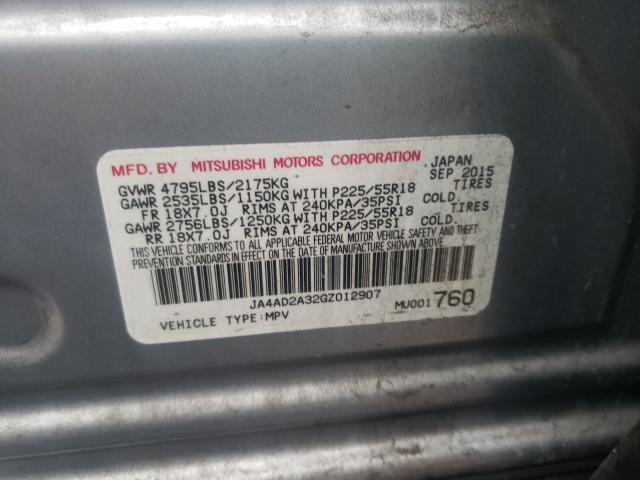 MFD. BY MITSUBISHI MOTORS CORPORATION JAPAN
GVWR 4795LBS/2175KG SEP 2015
GAWR 2535LBS/1150KG WITH P225/55R18 TIRES
FR 18X7.0J RIMS AT 240KPA/35PSI COLD.
GAWR 2756LBS/1250KG WITH P225/55R18 TIRES
RR 18X7.0J RIMS AT 240KPA/35PSI COLD.
THIS VEHICLE CONFORMS TO ALL APPLICABLE FEDERAL MOTOR VEHICLE SAFETY AND THEFT
PREVENTION STANDARDS IN EFFECT ON THE DATE OF MANUFACTURE SHOWN ABOVE.
JA4AD2A32GZ012907
VEHICLE TYPE:MPV MU001760